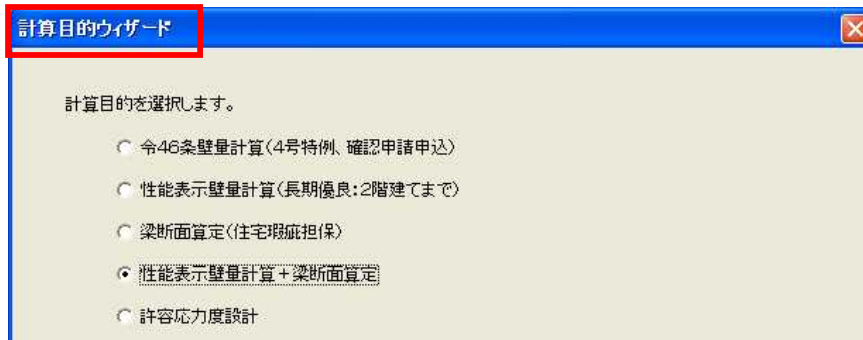 計算目的ウィザード
計算目的を選択します。
令46条壁量計算(4号特例、確認申請申込)
性能表示壁量計算(長期優良:2階建てまで)
梁断面算定(住宅瑕疵担保)
性能表示壁量計算+梁断面算定
許容応力度設計